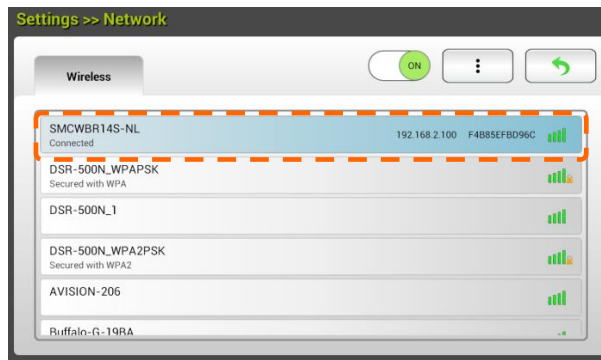 Settings >> Network
Wireless
ON
SMCWBR14S-NL
Connected
192.168.2.100 F4B85EFBD96C
DSR-500N_WPAPSK
Secured with WPA
DSR-500N_1
DSR-500N_WPA2PSK
Secured with WPA2
AVISION-206
Buffalo-G-19BA